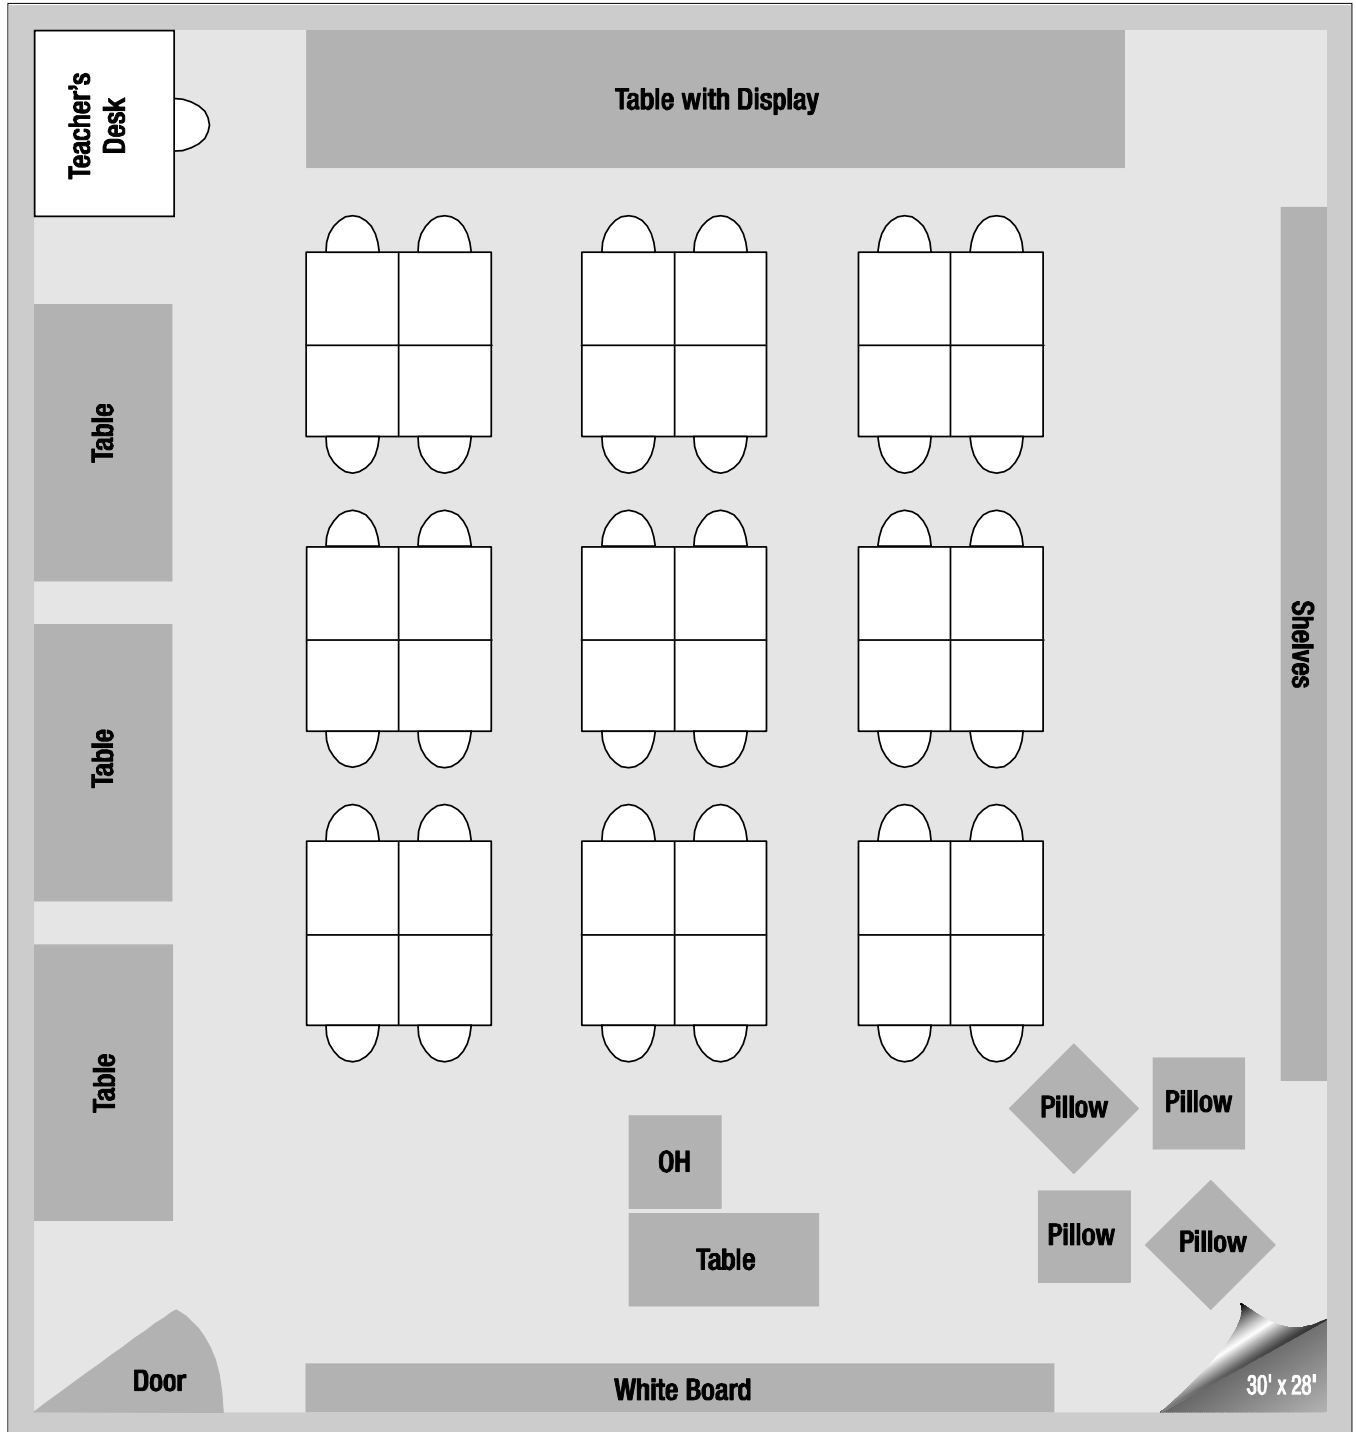 Teacher's
Desk
Table with Display
Table
Shelves
Table
Table
Pillow
Pillow
OH
Pillow
Pillow
Table
Door
White Board
30' x 28'